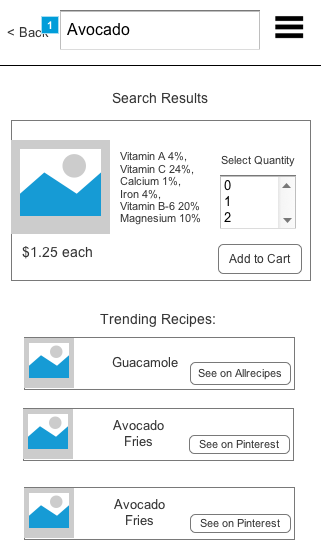 < Back
1
Avocado
Search Results
Vitamin A 4%,
Vitamin C 24%,
Calcium 1%,
Iron 4%,
Vitamin B-6 20%
Magnesium 10%
Select Quantity
0
1
2
$1.25 each
Add to Cart
Trending Recipes:
Guacamole
See on Allrecipes
Avocado
Fries
See on Pinterest
Avocado
Fries
See on Pinterest